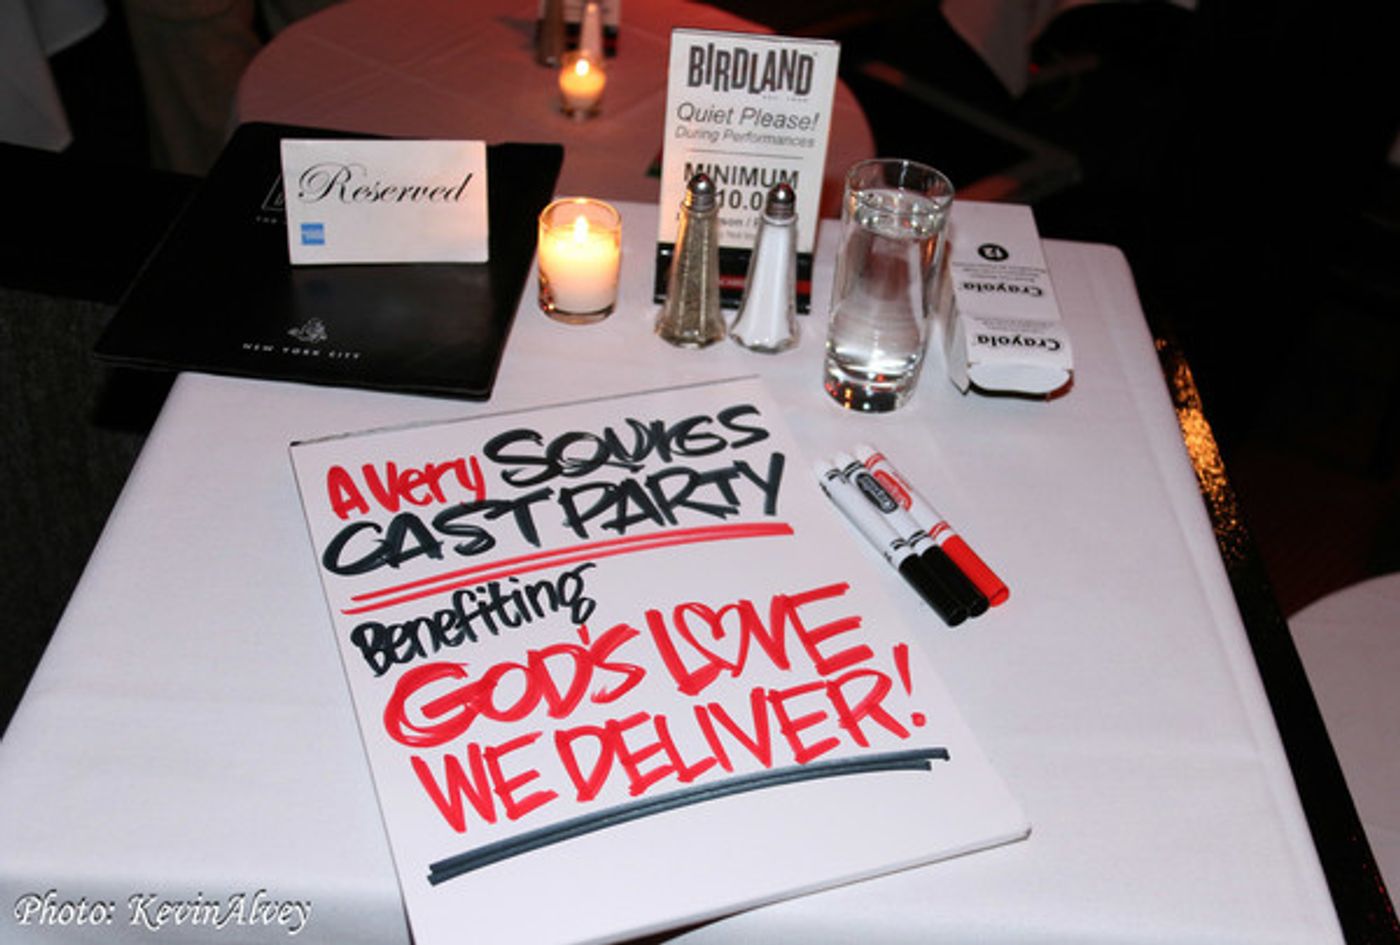 BIRDLAND
Quiet Please!
During Performances
MINIMUM
Reserved
NEW YORK CITY
12
Crayola
Crayola
A Very SQUIGS
CAST PARTY
Benefiting
GOD'S LOVE
WE DELIVER!
Photo: KevinAlvey